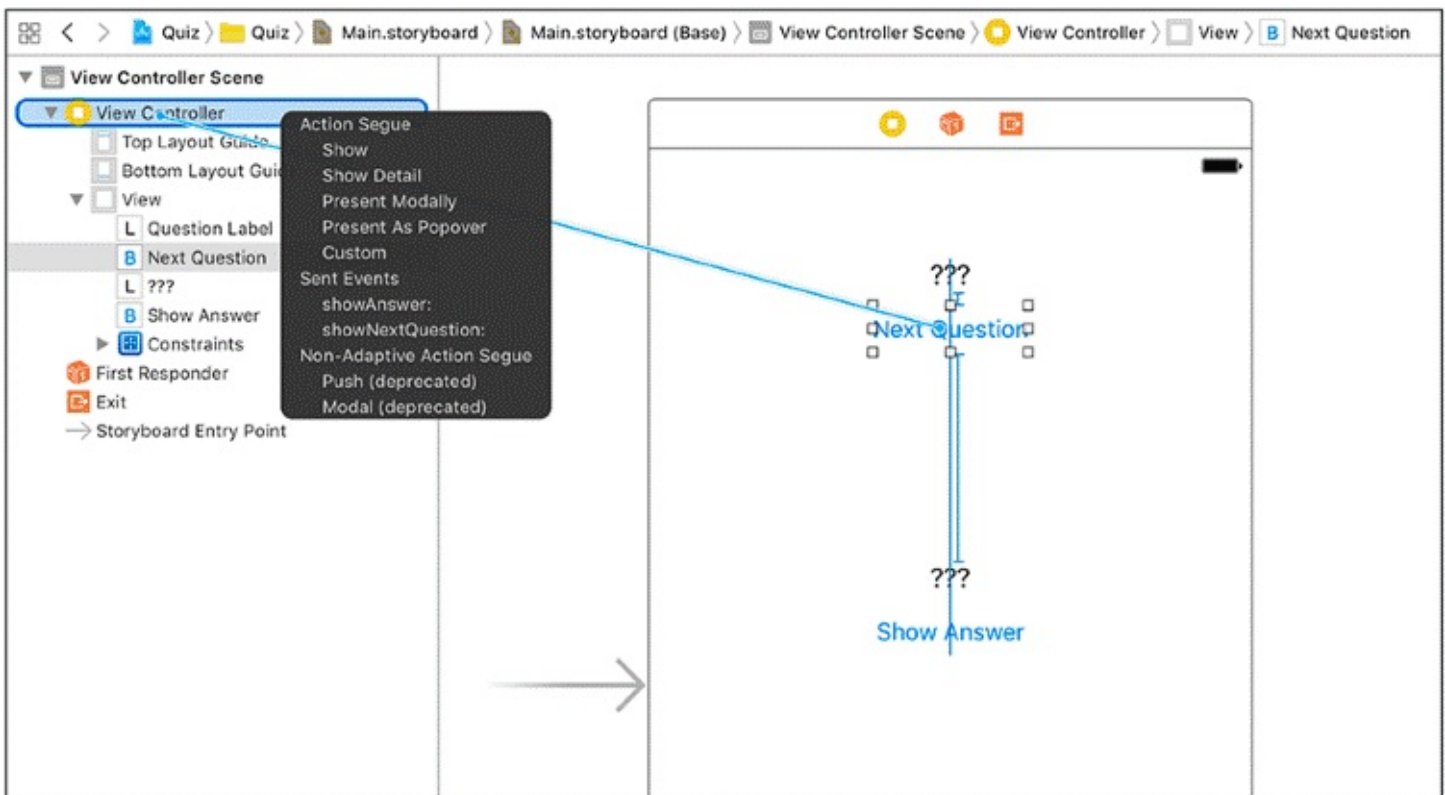 Quiz Quiz Main.storyboard Main.storyboard (Base) View Controller Scene View Controller View B Next Question
View Controller Scene
View Controller
Top Layout Guide
Bottom Layout Gui
View
L Question Label
B Next Question
L ???
B Show Answer
Constraints
First Responder
Exit
Storyboard Entry Point
Action Segue
Show
Show Detail
Present Modally
Present As Popover
Custom
Sent Events
showAnswer:
showNextQuestion:
Non-Adaptive Action Segue
Push (deprecated)
Modal (deprecated)
???
Next Question
???
Show Answer